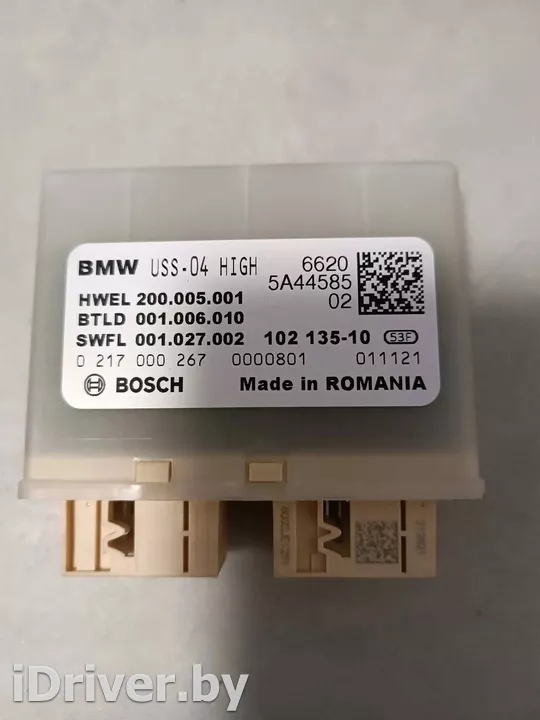 BMW USS-04 HIGH 6620
5A44585
HWEL 200.005.001 02
BTLD 001.006.010
SWFL 001.027.002 102 135-10 53F
0 217 000 267 0000801 011121
BOSCH Made in ROMANIA
iDriver.by